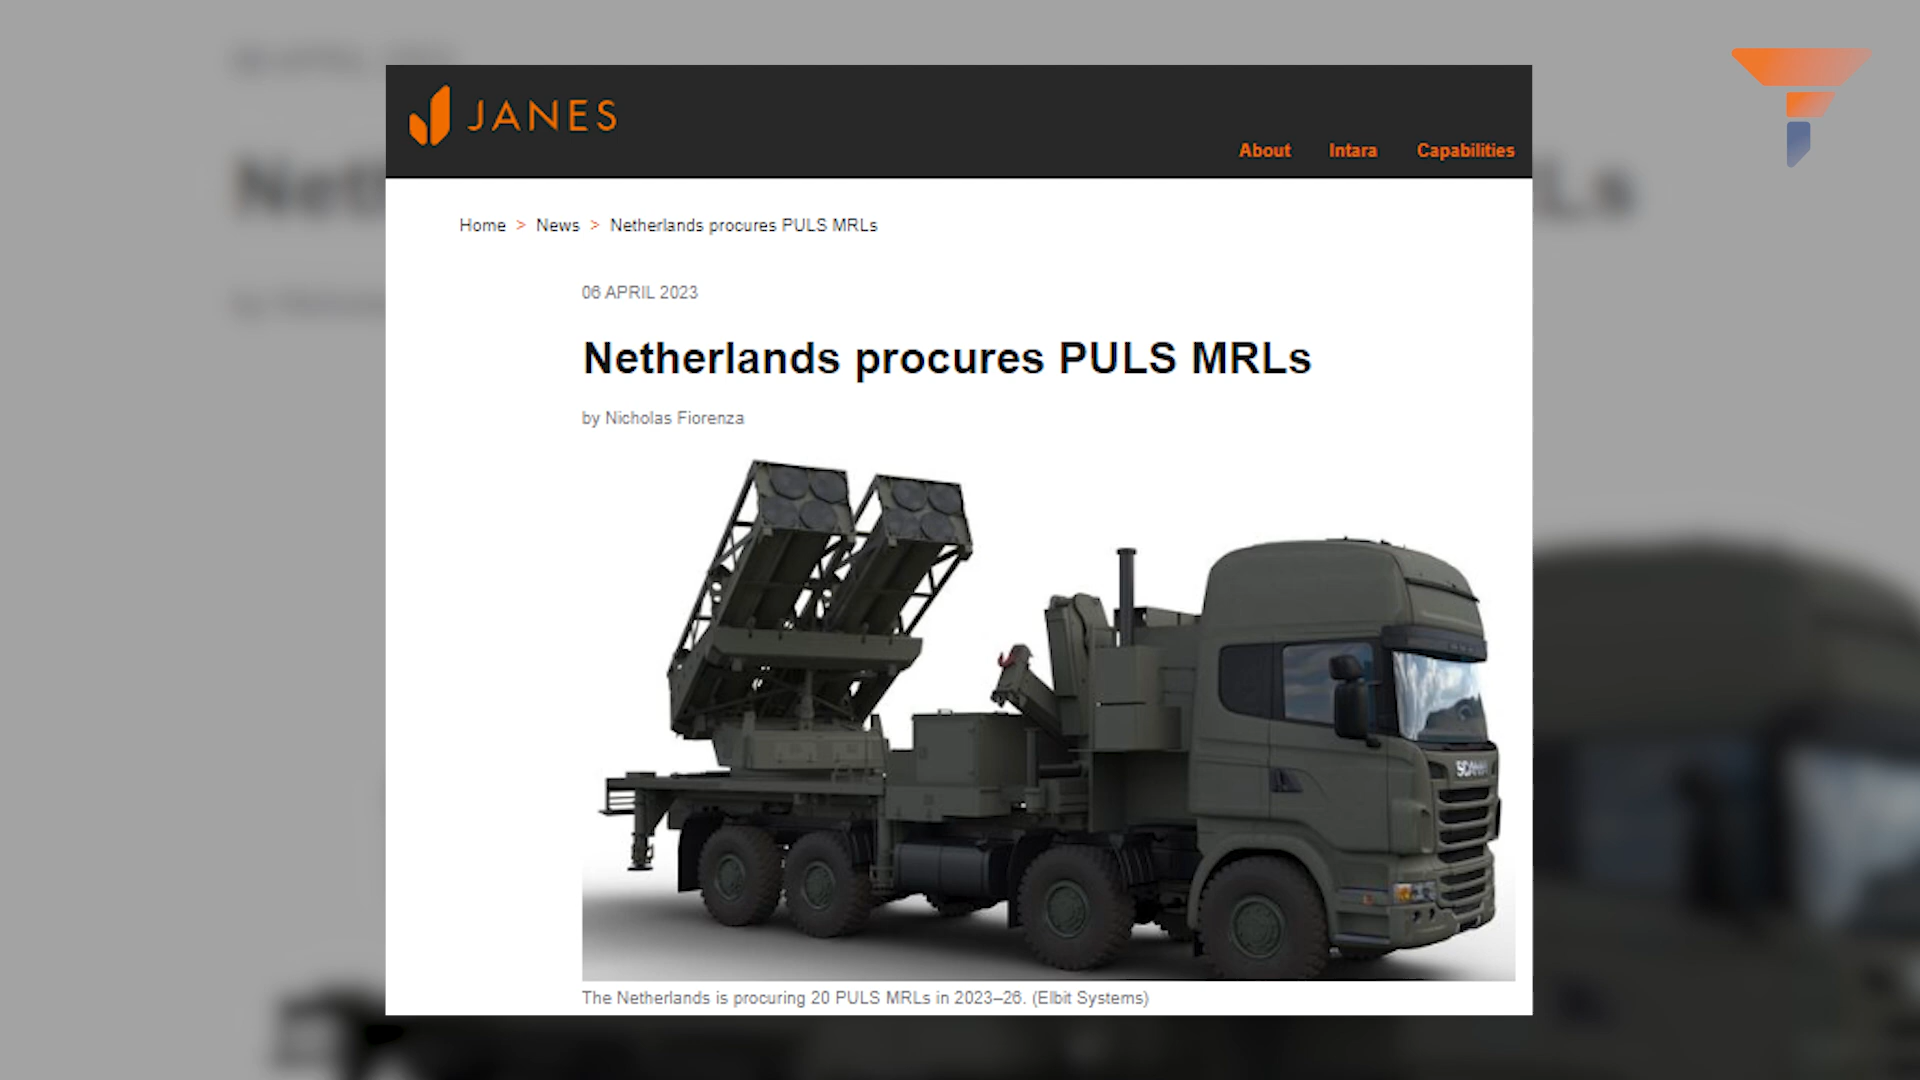 JANES
About Intara Capabilities
Home > News > Netherlands procures PULS MRLs
06 APRIL 2023
Netherlands procures PULS MRLs
by Nicholas Fiorenza
SCANIA
The Netherlands is procuring 20 PULS MRLs in 2023–26. (Elbit Systems)